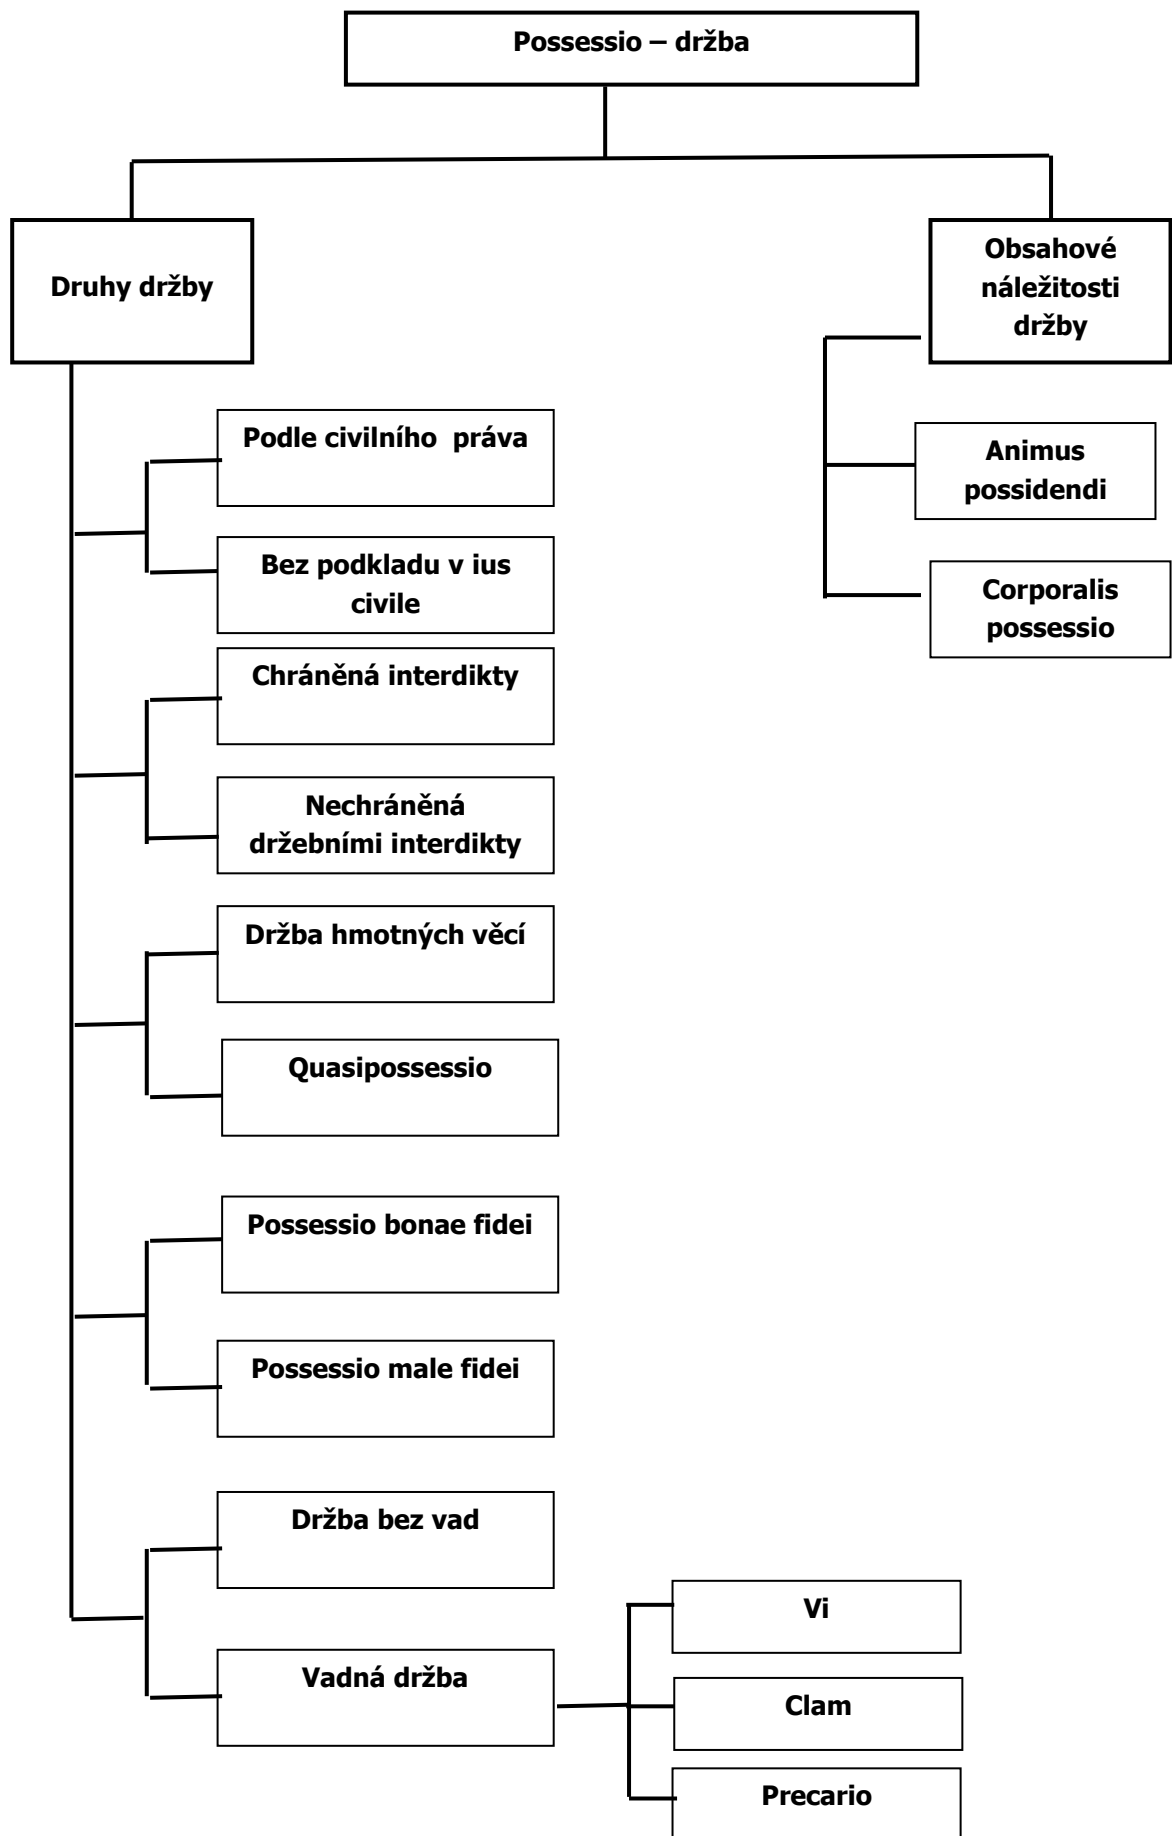 Possessio – držba
Druhy držby
Obsahové
náležitosti
držby
Podle civilního  práva
Animus
possidendi
Bez podkladu v ius
civile
Corporalis
possessio
Chráněná interdikty
Nechráněná
držebními interdikty
Držba hmotných věcí
Quasipossessio
Possessio bonae fidei
Possessio male fidei
Držba bez vad
Vi
Vadná držba
Clam
Precario